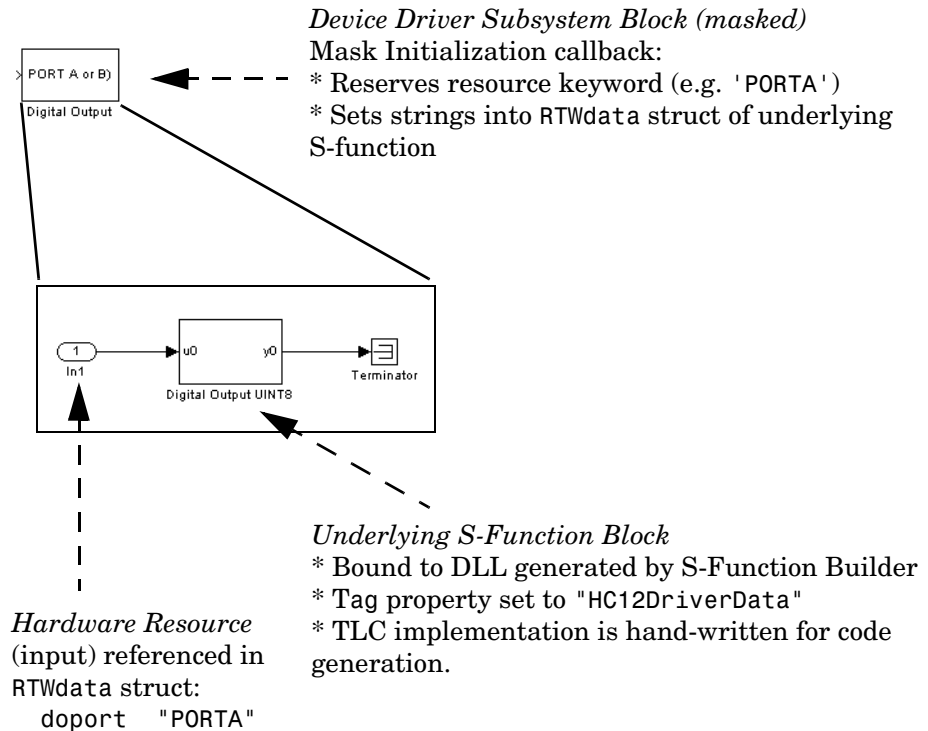 Device Driver Subsystem Block (masked)
Mask Initialization callback:
* Reserves resource keyword (e.g. 'PORTA')
* Sets strings into RTWdata struct of underlying
S-function
PORT A or B)
Digital Output
1
In1
u0
y0
Digital Output UINT8
Terminator
Underlying S-Function Block
* Bound to DLL generated by S-Function Builder
* Tag property set to "HC12DriverData"
* TLC implementation is hand-written for code
generation.
Hardware Resource
(input) referenced in
RTWdata struct:
doport "PORTA"